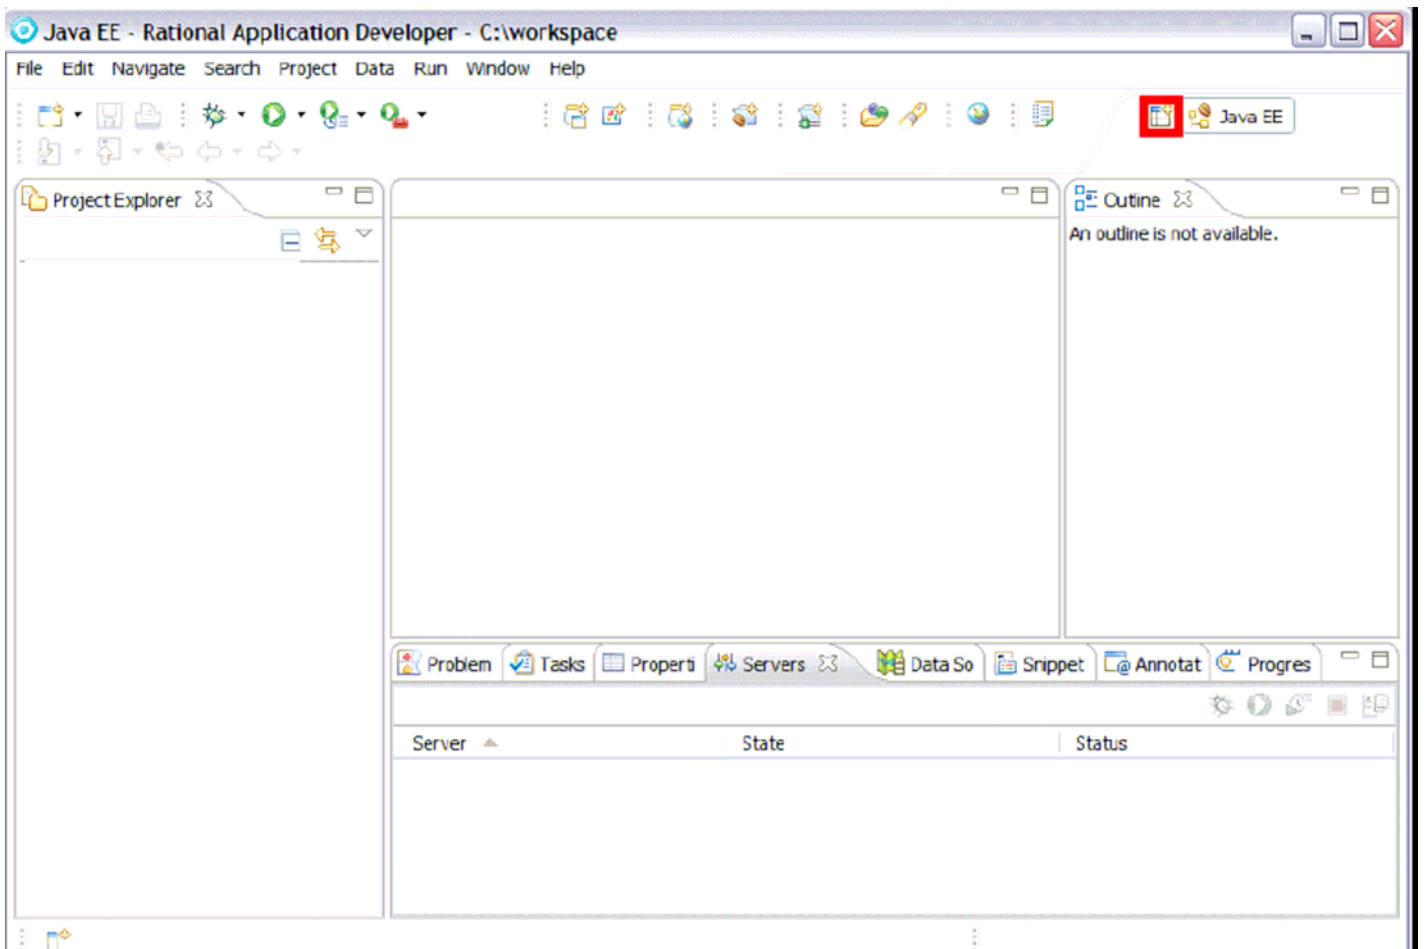 Java EE - Rational Application Developer - C:\workspace
File Edit Navigate Search Project Data Run Window Help
Java EE
Project Explorer
Outline
An outline is not available.
Problem Tasks Properti Servers Data So Snippet Annotat Progres
Server State Status